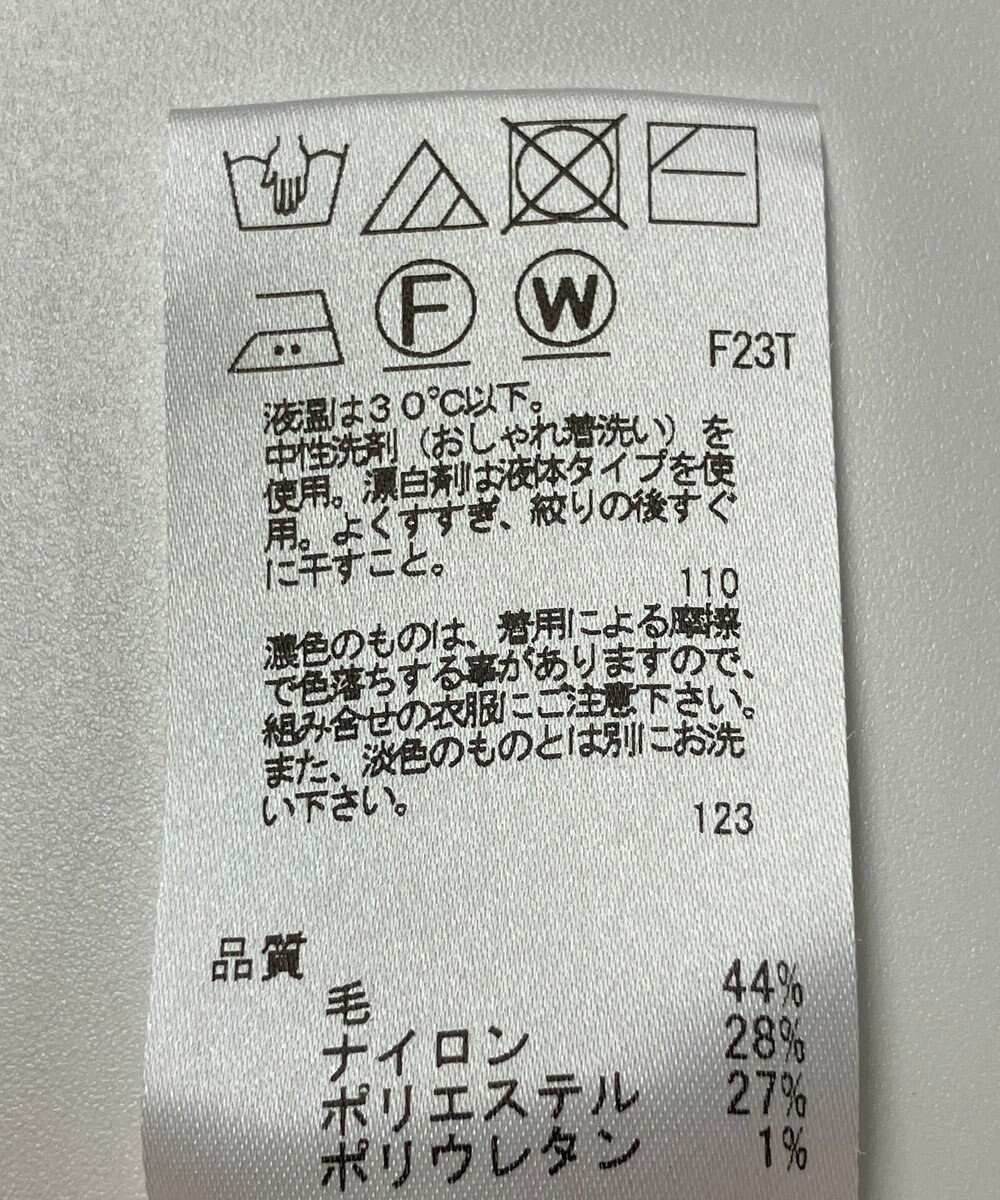 F W F23T
液温は30℃以下。
中性洗剤（おしゃれ着洗い）を
使用。漂白剤は液体タイプを使
用。よくすすぎ、絞りの後すぐ
に干すこと。
110
濃色のものは、着用による摩擦
で色落ちする事がありますので、
組み合せの衣服にご注意下さい。
また、淡色のものとは別にお洗
い下さい。
123
品質
毛 44%
ナイロン 28%
ポリエステル 27%
ポリウレタン 1%